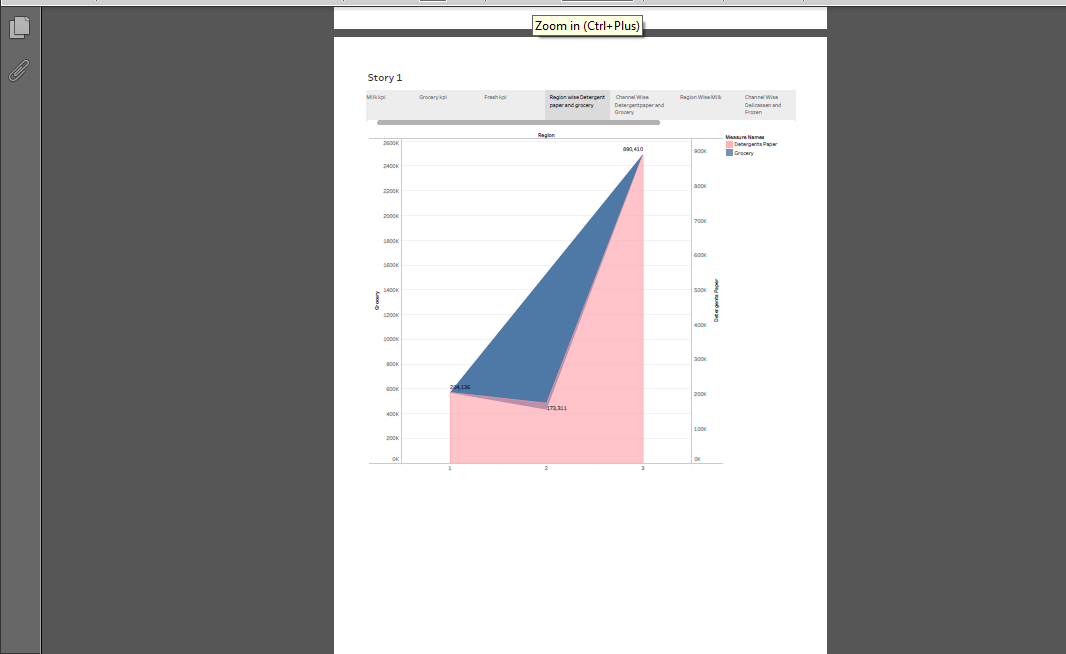 Zoom in (Ctrl+Plus)
Story 1
Milk kpi
Grocery kpi
Fresh kpi
Region wise Detergent
paper and grocery
Channel Wise
Detergentpaper and
Grocery
Region Wise Milk
Channel Wise
Delicassen and
Frozen
Region
Measure Names
Detergents Paper
Grocery
2600K
2400K
2200K
2000K
1800K
1600K
1400K
1200K
1000K
800K
600K
400K
200K
0K
Grocery
890,410
204,136
173,311
900K
800K
700K
600K
500K
400K
300K
200K
100K
0K
Detergents Paper
1
2
3